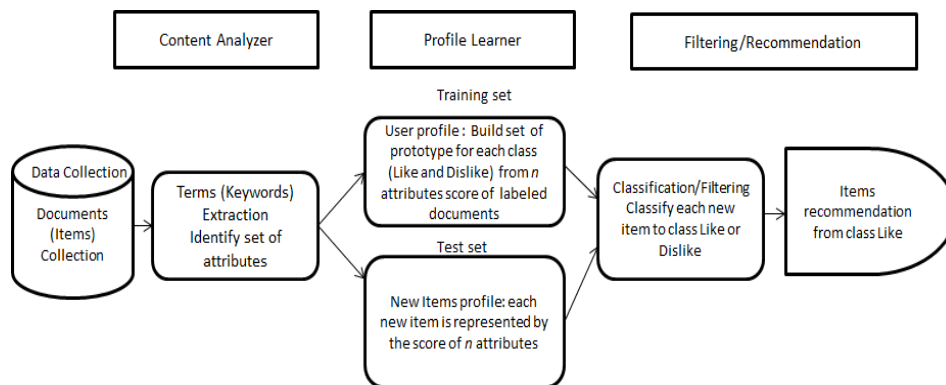 Content Analyzer
Profile Learner
Filtering/Recommendation
Training set
Data Collection
Documents
(Items)
Collection
Terms (Keywords)
Extraction
Identify set of
attributes
User profile : Build set of
prototype for each class
(Like and Dislike) from n
attributes score of labeled
documents
Test set
New Items profile: each
new item is represented by
the score of n attributes
Classification/Filtering
Classify each new
item to class Like or
Dislike
Items
recommendation
from class Like